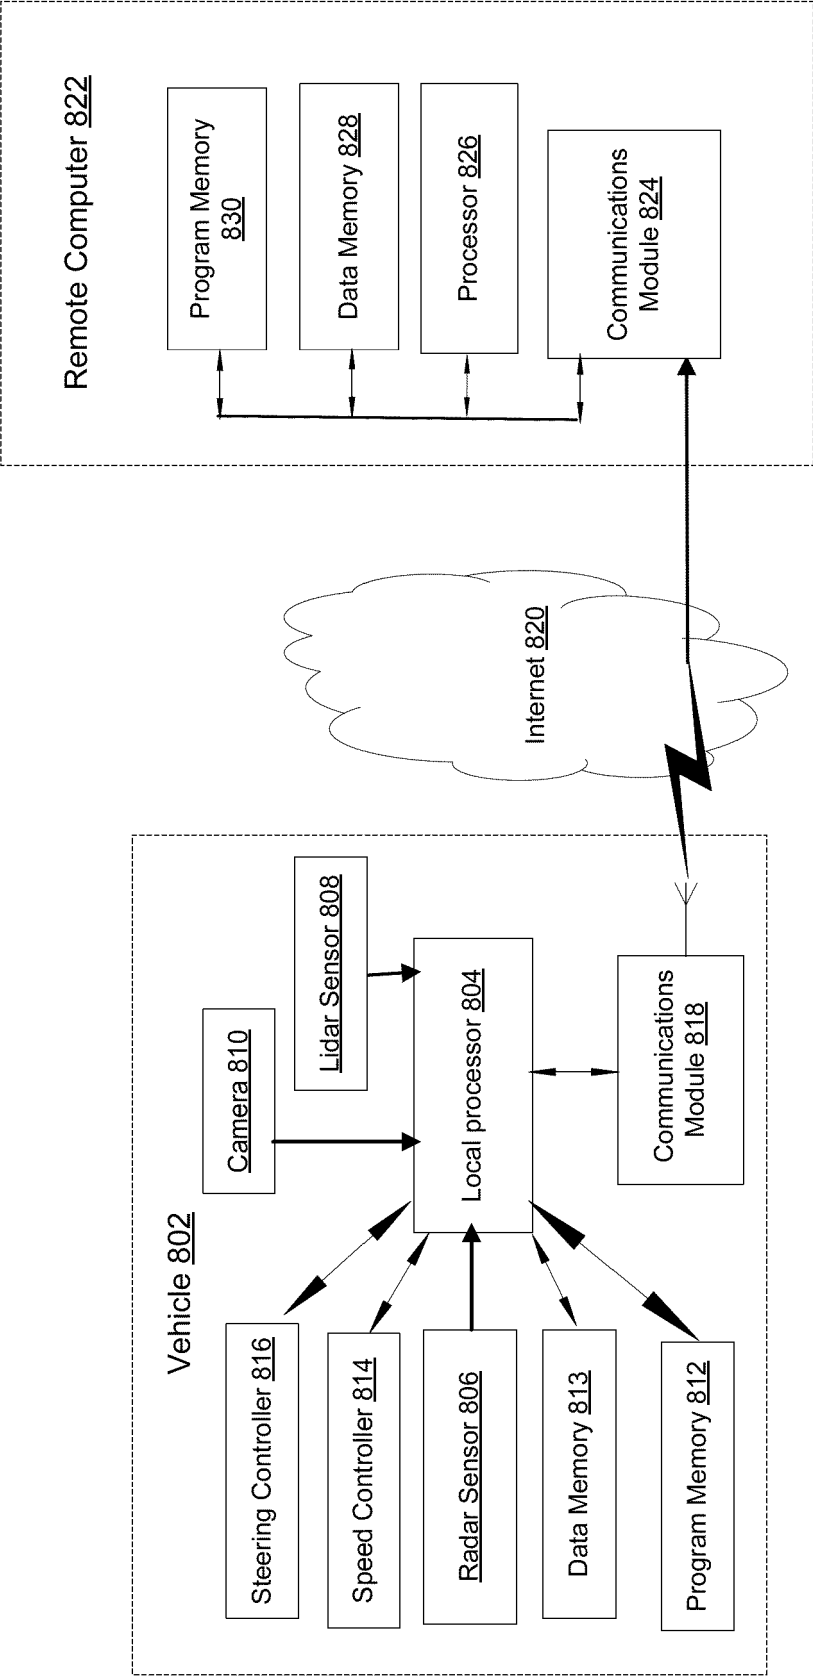 Vehicle 802
Steering Controller 816
Speed Controller 814
Radar Sensor 806
Data Memory 813
Program Memory 812
Camera 810
Lidar Sensor 808
Local processor 804
Communications
Module 818
Internet 820
Remote Computer 822
Program Memory
830
Data Memory 828
Processor 826
Communications
Module 824